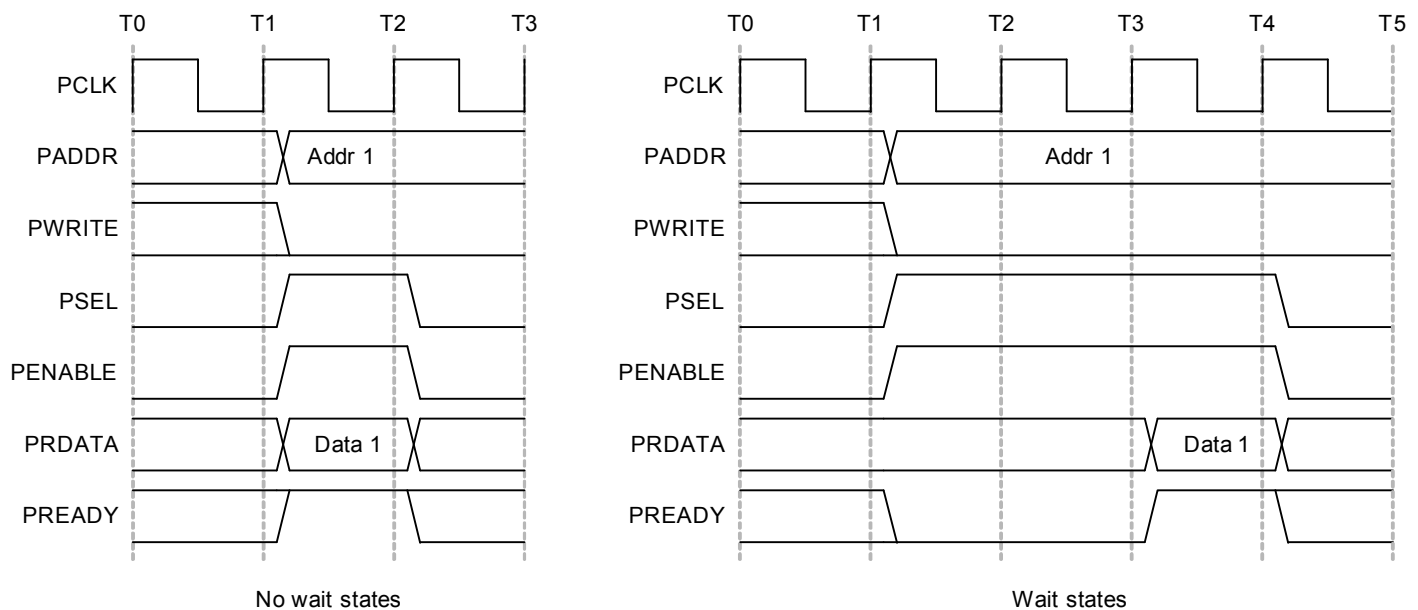 T0 T1 T2 T3
PCLK
PADDR Addr 1
PWRITE
PSEL
PENABLE
PRDATA Data 1
PREADY
No wait states
T0 T1 T2 T3 T4 T5
PCLK
PADDR Addr 1
PWRITE
PSEL
PENABLE
PRDATA Data 1
PREADY
Wait states